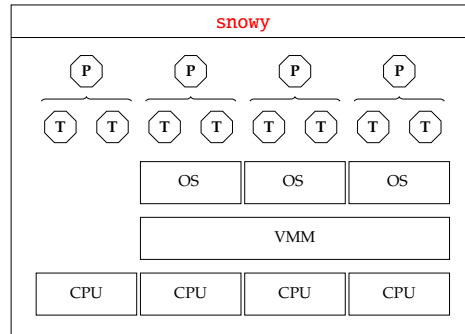 snowy
P P P P
T T T T T T T T
OS OS OS
VMM
CPU CPU CPU CPU